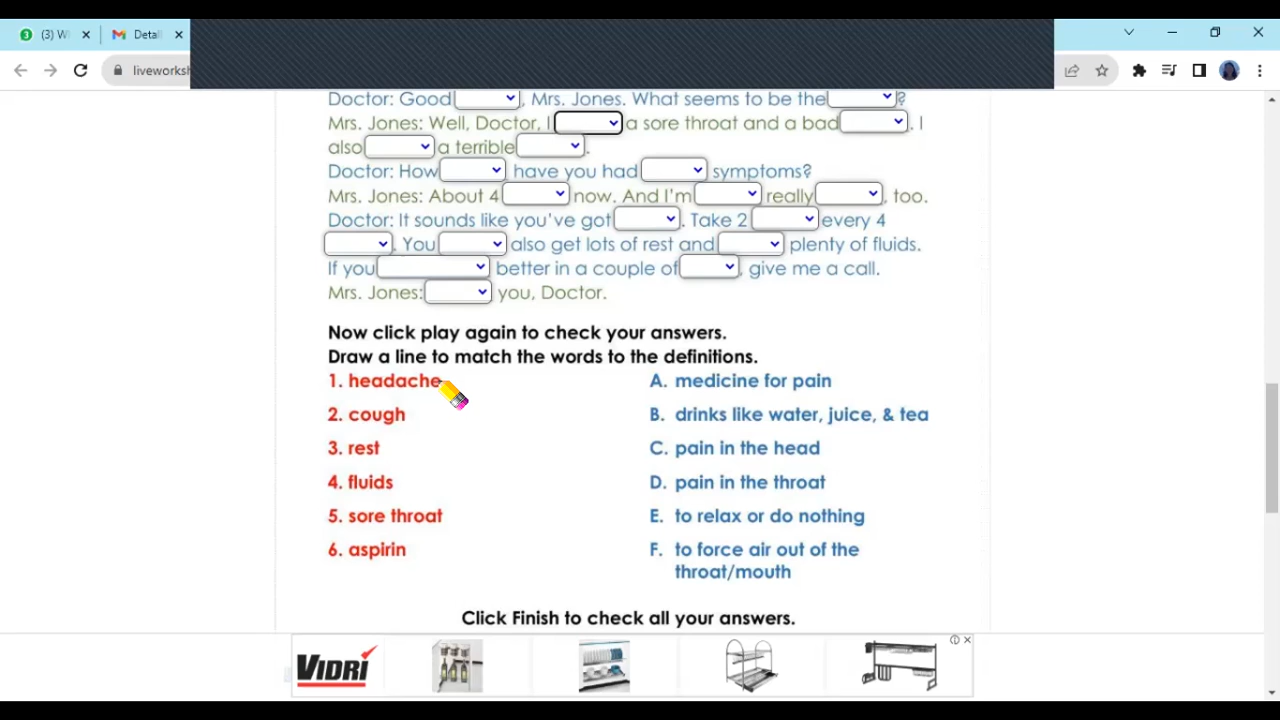 (3) W
Detai
liveworksh
Doctor: Good , Mrs. Jones. What seems to be the ?
Mrs. Jones: Well, Doctor, I a sore throat and a bad . I
also a terrible .
Doctor: How have you had symptoms?
Mrs. Jones: About 4 now. And I'm really , too.
Doctor: It sounds like you've got . Take 2 every 4
. You also get lots of rest and plenty of fluids.
If you better in a couple of , give me a call.
Mrs. Jones: you, Doctor.
Now click play again to check your answers.
Draw a line to match the words to the definitions.
1. headache A. medicine for pain
2. cough B. drinks like water, juice, & tea
3. rest C. pain in the head
4. fluids D. pain in the throat
5. sore throat E. to relax or do nothing
6. aspirin F. to force air out of the
throat/mouth
Click Finish to check all your answers.
VIDRI